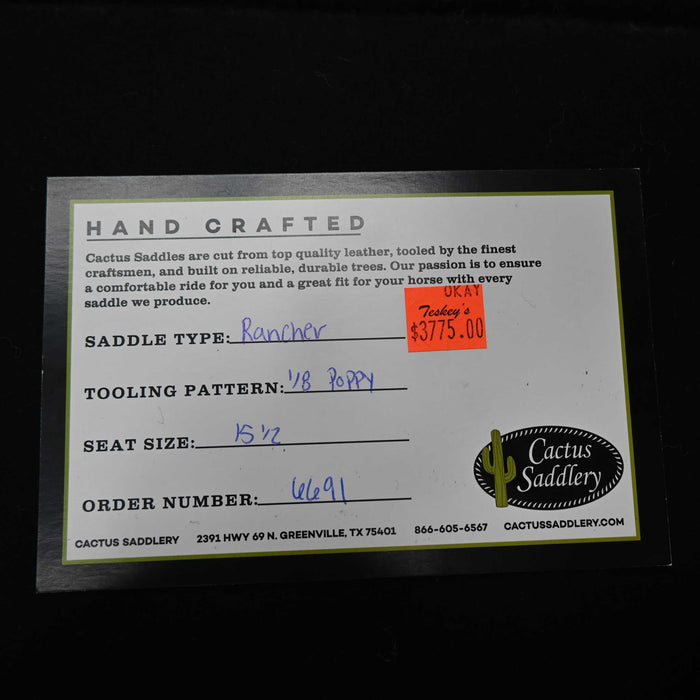 HAND CRAFTED
Cactus Saddles are cut from top quality leather, tooled by the finest
craftsmen, and built on reliable, durable trees. Our passion is to ensure
a comfortable ride for you and a great fit for your horse with every
saddle we produce.
OKAY
Teskey's
$3775.00
SADDLE TYPE: Rancher
TOOLING PATTERN: 1/8 POPPY
SEAT SIZE: 15 1/2
ORDER NUMBER: 6691
Cactus
Saddlery
CACTUS SADDLERY 2391 HWY 69 N. GREENVILLE, TX 75401 866-605-6567 CACTUSSADDLERY.COM